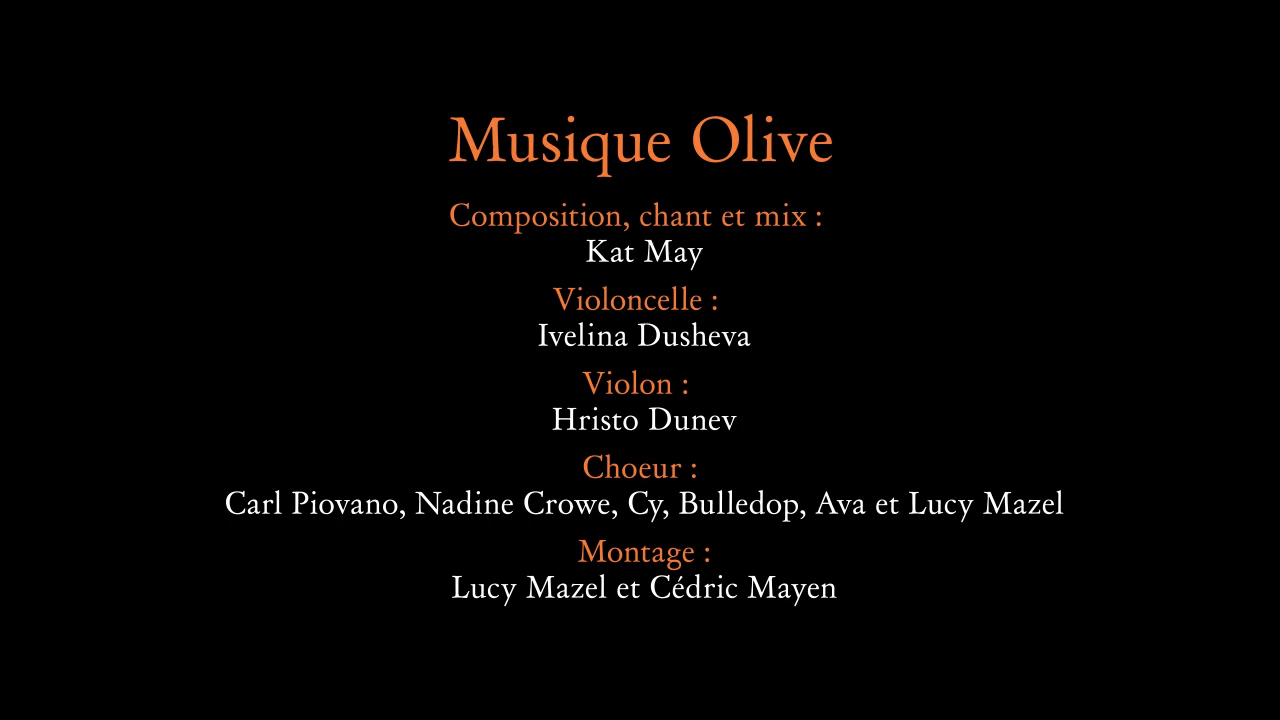 Musique Olive
Composition, chant et mix :
Kat May
Violoncelle :
Ivelina Dusheva
Violon :
Hristo Dunev
Choeur :
Carl Piovano, Nadine Crowe, Cy, Bulledop, Ava et Lucy Mazel
Montage :
Lucy Mazel et Cédric Mayen